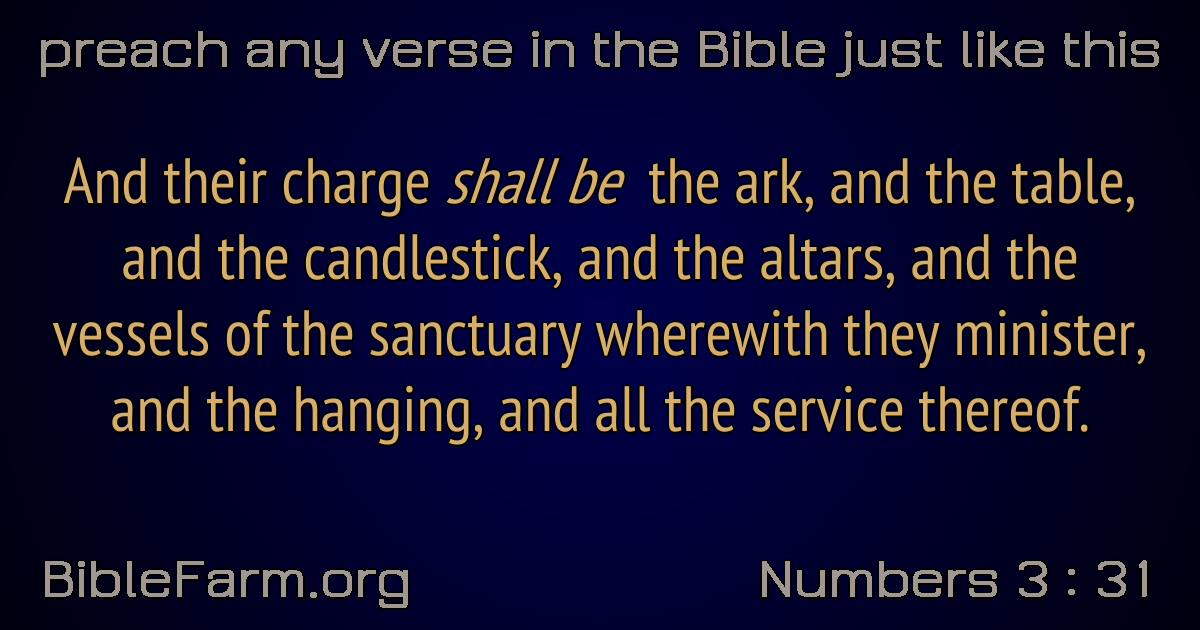 preach any verse in the Bible just like this
And their charge shall be the ark, and the table,
and the candlestick, and the altars, and the
vessels of the sanctuary wherewith they minister,
and the hanging, and all the service thereof.
BibleFarm.org
Numbers 3 : 31